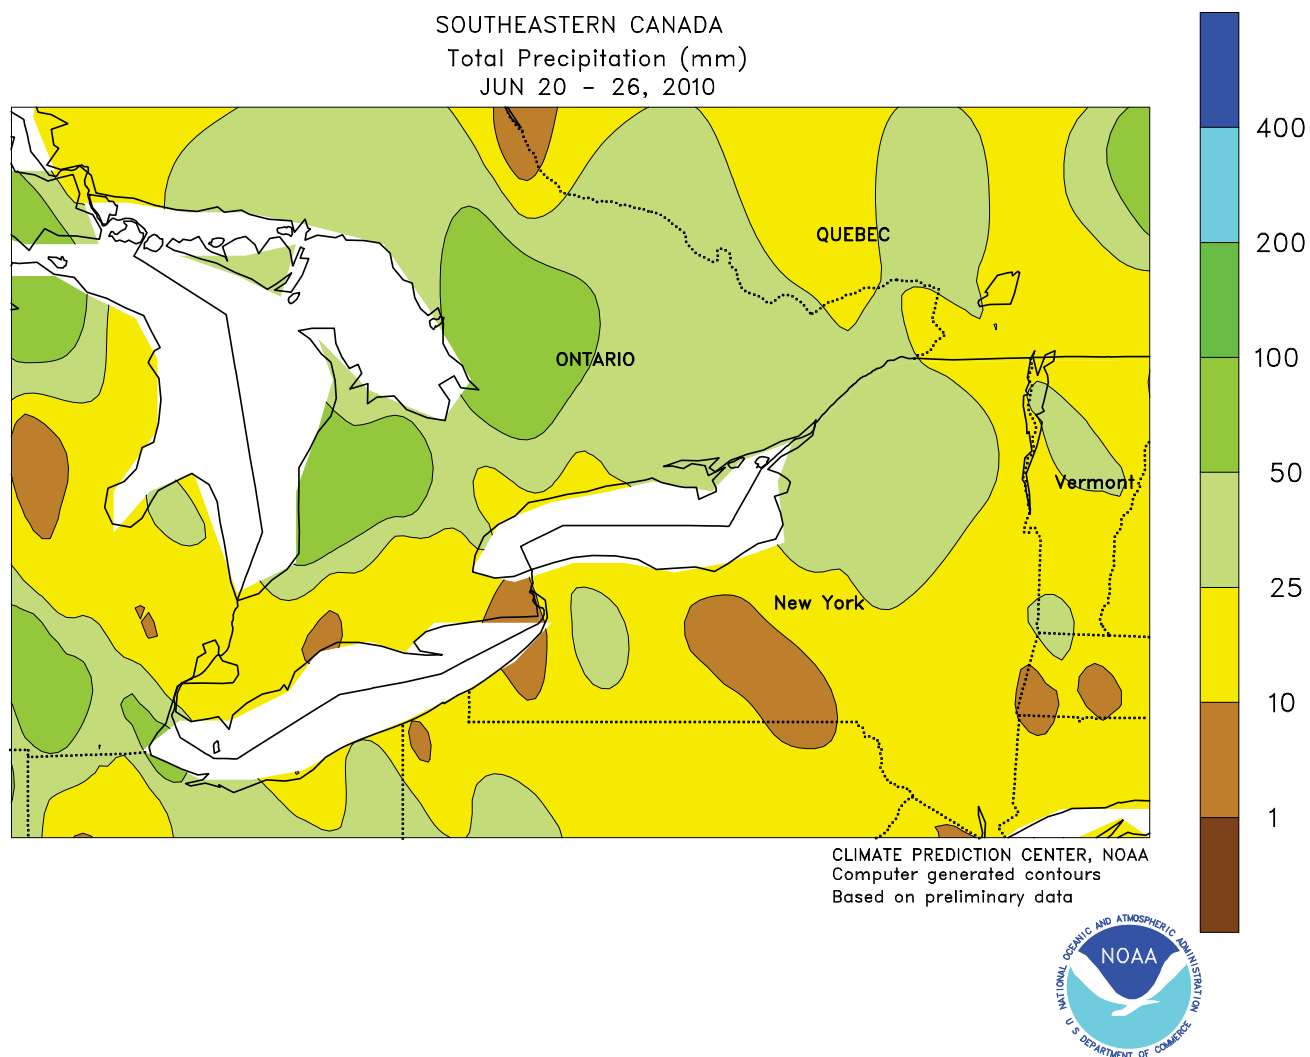 SOUTHEASTERN CANADA
Total Precipitation (mm)
JUN 20 - 26, 2010
QUEBEC
ONTARIO
Vermont
New York
400
200
100
50
25
10
1
CLIMATE PREDICTION CENTER, NOAA
Computer generated contours
Based on preliminary data
NATIONAL OCEANIC AND ATMOSPHERIC ADMINISTRATION
NOAA
U S DEPARTMENT OF COMMERCE